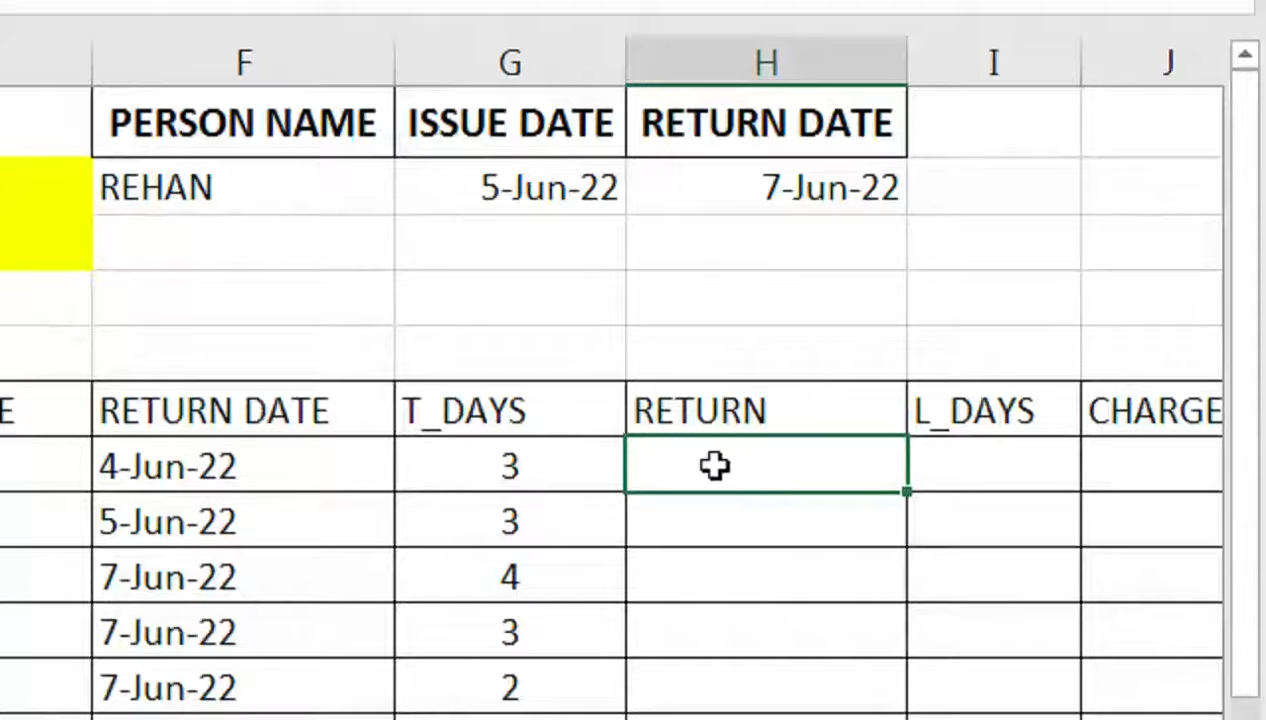 F G H I J
PERSON NAME ISSUE DATE RETURN DATE
REHAN 5-Jun-22 7-Jun-22
E RETURN DATE T_DAYS RETURN L_DAYS CHARGE
4-Jun-22 3
5-Jun-22 3
7-Jun-22 4
7-Jun-22 3
7-Jun-22 2